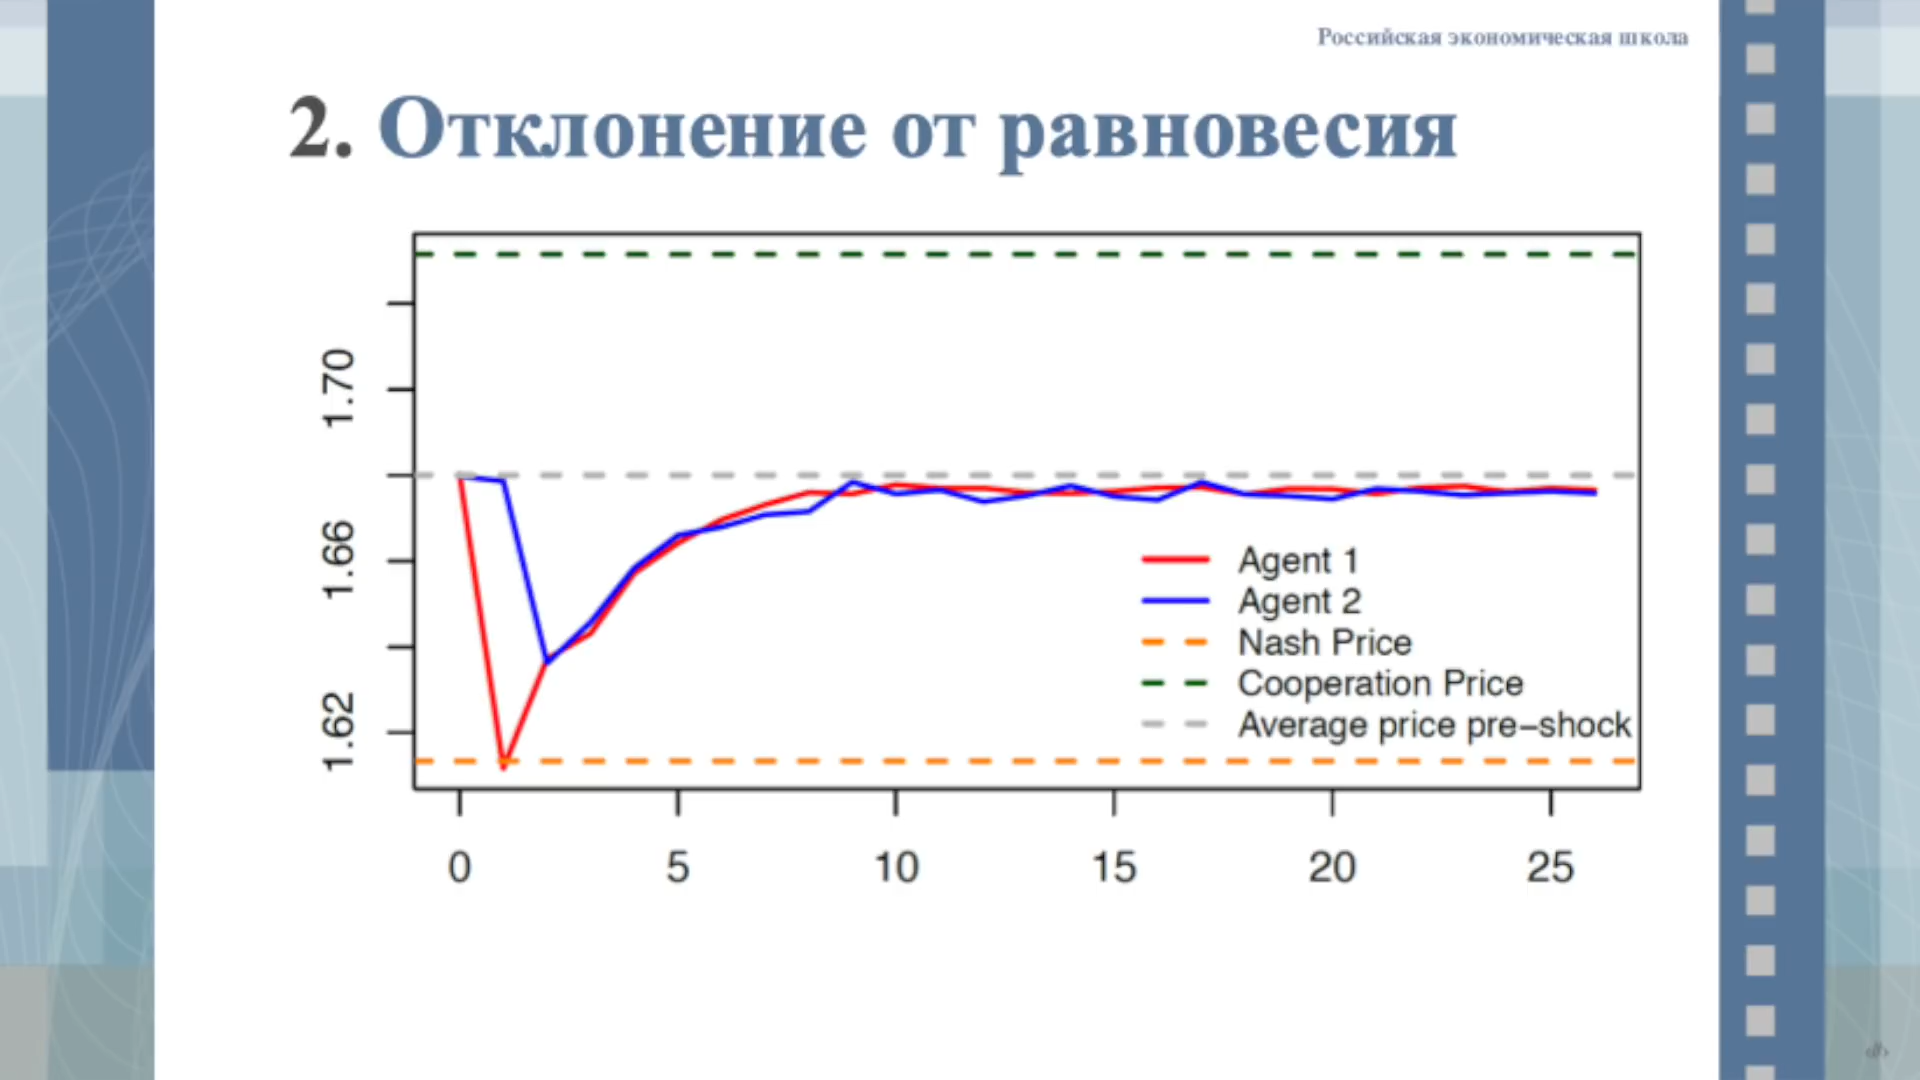 Российская экономическая школа
2. Отклонение от равновесия
1.70
1.66
1.62
Agent 1
Agent 2
Nash Price
Cooperation Price
Average price pre–shock
0 5 10 15 20 25